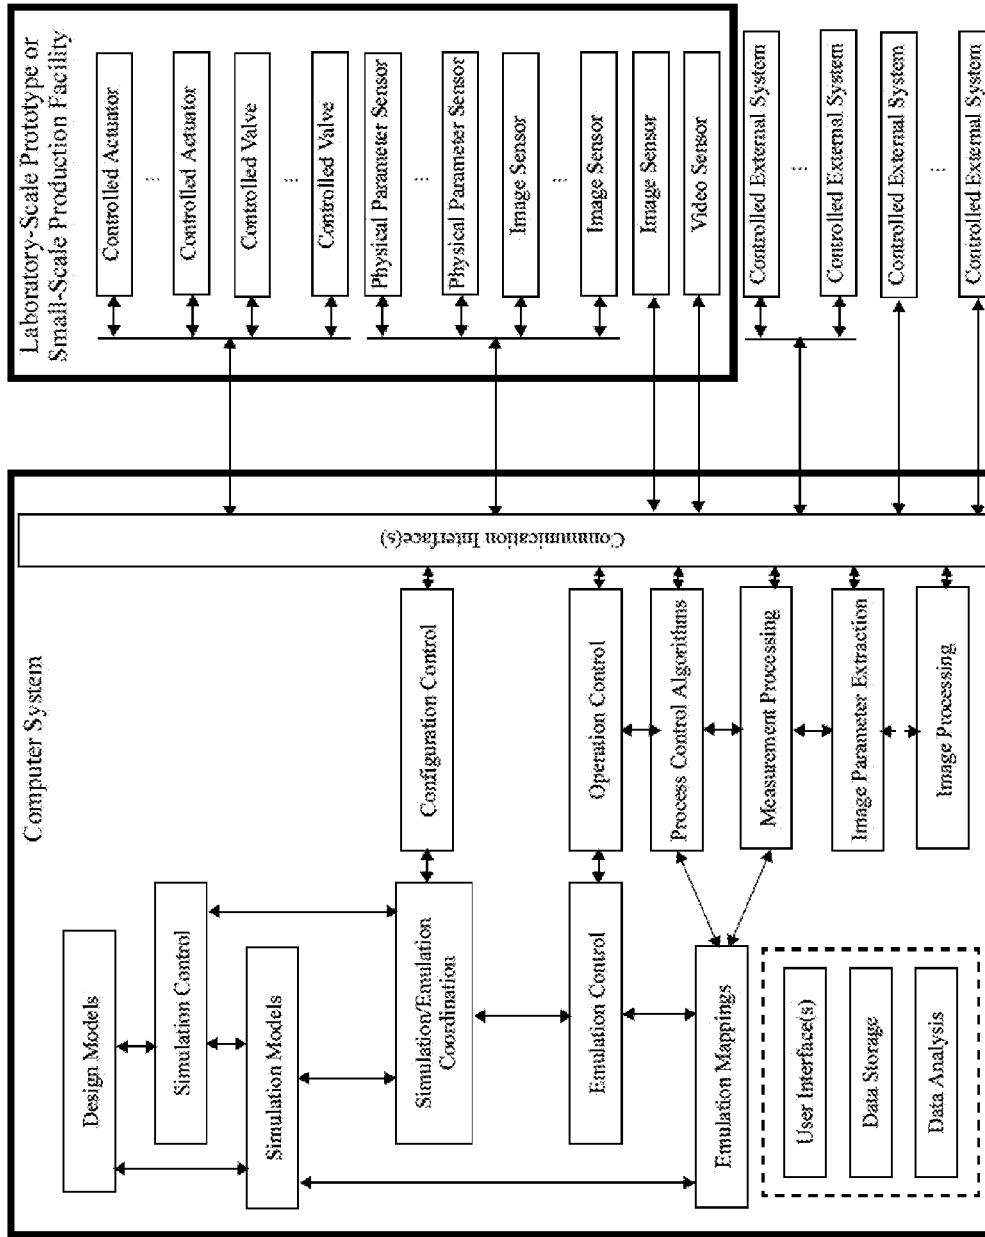 Laboratory-Scale Prototype or
Small-Scale Production Facility
Controlled Actuator
...
Controlled Actuator
Controlled Valve
...
Controlled Valve
Physical Parameter Sensor
...
Physical Parameter Sensor
Image Sensor
...
Image Sensor
Image Sensor
Video Sensor
Controlled External System
...
Controlled External System
Controlled External System
...
Controlled External System
Communication Interface(s)
Computer System
Configuration Control
Operation Control
Process Control Algorithms
Measurement Processing
Image Parameter Extraction
Image Processing
Design Models
Simulation Control
Simulation Models
Simulation/Emulation
Coordination
Emulation Control
Emulation Mappings
User Interface(s)
Data Storage
Data Analysis